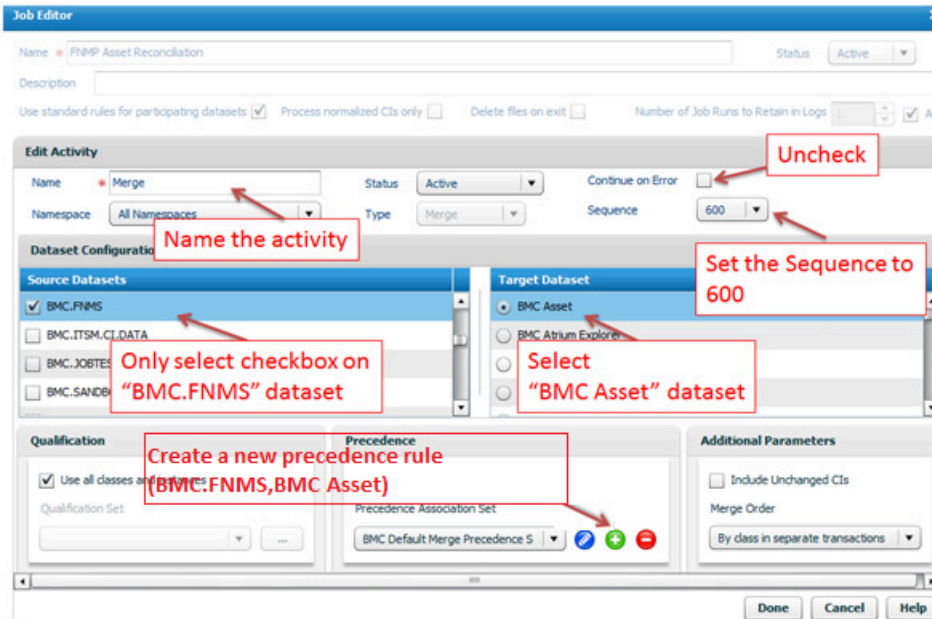 Job Editor
Name * FNMP Asset Reconciliation Status Active
Description
Use standard rules for participating datasets Process normalized CIs only Delete files on exit Number of Job Runs to Retain in Logs
Edit Activity
Uncheck
Name * Merge Status Active Continue on Error
Namespace All Namespaces Type Merge Sequence 600
Name the activity
Set the Sequence to
600
Dataset Configuratio
Source Datasets
Target Dataset
BMC.FNMS
BMC Asset
BMC.ITSM.CI.DATA
BMC Atrium Explorer
BMC.JOBTES
BMC.SANDB
Only select checkbox on
“BMC.FNMS” dataset
Select
“BMC Asset” dataset
Qualification
Precedence
Additional Parameters
Create a new precedence rule
(BMC.FNMS,BMC Asset)
Use all classes and instances
Include Unchanged CIs
Qualification Set
Precedence Association Set
Merge Order
...
BMC Default Merge Precedence S
By class in separate transactions
Done Cancel Help